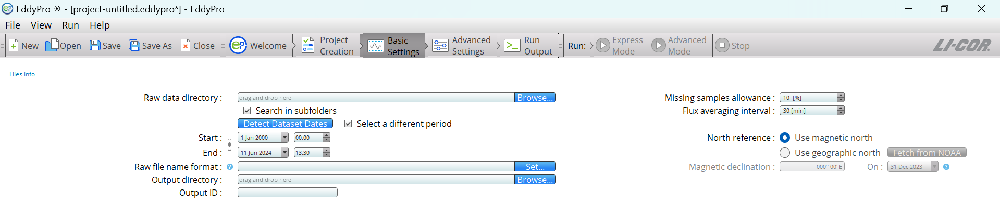 EddyPro ® - [project-untitled.eddypro*] - EddyPro
File View Run Help
New Open Save Save As Close Welcome Project Creation Basic Settings Advanced Settings Run Output Run: Express Mode Advanced Mode Stop LI-COR.
Files Info
Raw data directory : drag and drop here Browse... Missing samples allowance : 10 [%]
Search in subfolders Flux averaging interval : 30 [min]
Detect Dataset Dates Select a different period
Start : 1 Jan 2000 00:00 North reference : Use magnetic north
End : 11 Jun 2024 13:30 Use geographic north Fetch from NOAA
Raw file name format : ? Set... Magnetic declination : 000° 00' E On : 31 Dec 2023 ?
Output directory : drag and drop here Browse...
Output ID :